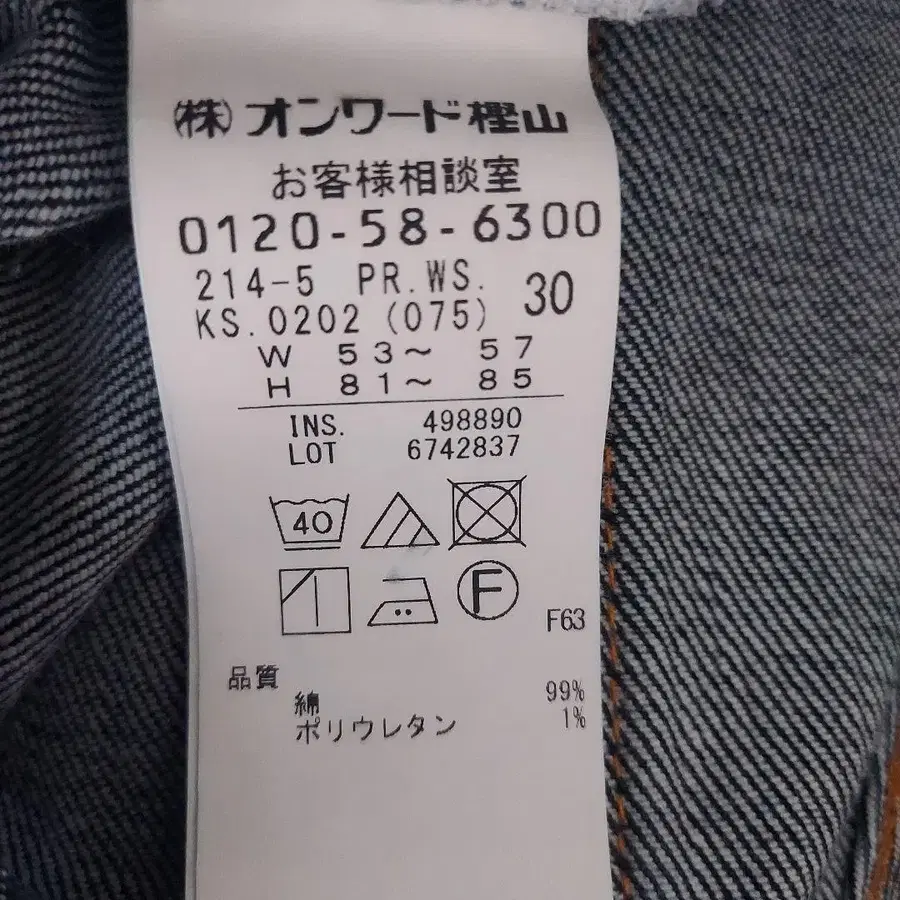 (株)オンワード樫山
お客様相談室
0120-58-6300
214-5 PR.WS. 30
KS.0202 (075)
W 53〜 57
H 81〜 85
INS. 498890
LOT 6742837
40
F
F63
品質
綿 99%
ポリウレタン 1%